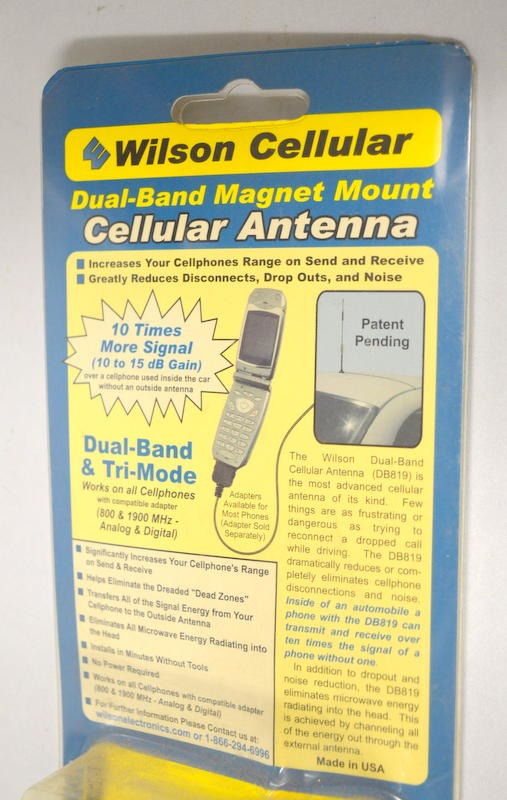 Wilson Cellular
Dual-Band Magnet Mount
Cellular Antenna
Increases Your Cellphones Range on Send and Receive
Greatly Reduces Disconnects, Drop Outs, and Noise
10 Times
More Signal
(10 to 15 dB Gain)
over a cellphone used inside the car
without an outside antenna
Patent
Pending
Dual-Band
& Tri-Mode
Works on all Cellphones
with compatible adapter
(800 & 1900 MHz -
Analog & Digital)
Adapters
Available for
Most Phones
(Adapter Sold
Separately)
Significantly Increases Your Cellphone's Range
on Send & Receive
Helps Eliminate the Dreaded "Dead Zones"
Transfers All of the Signal Energy from Your
Cellphone to the Outside Antenna
Eliminates All Microwave Energy Radiating into
the Head
Installs in Minutes Without Tools
No Power Required
Works on all Cellphones with compatible adapter
(800 & 1900 MHz - Analog & Digital)
For Further Information Please Contact us at:
wilsonelectronics.com or 1-866-294-6996
The Wilson Dual-Band
Cellular Antenna (DB819) is
the most advanced cellular
antenna of its kind. Few
things are as frustrating or
dangerous as trying to
reconnect a dropped call
while driving. The DB819
dramatically reduces or com-
pletely eliminates cellphone
disconnections and noise.
Inside of an automobile a
phone with the DB819 can
transmit and receive over
ten times the signal of a
phone without one.
In addition to dropout and
noise reduction, the DB819
eliminates microwave energy
radiating into the head. This
is achieved by channeling all
of the energy out through the
external antenna.
Made in USA